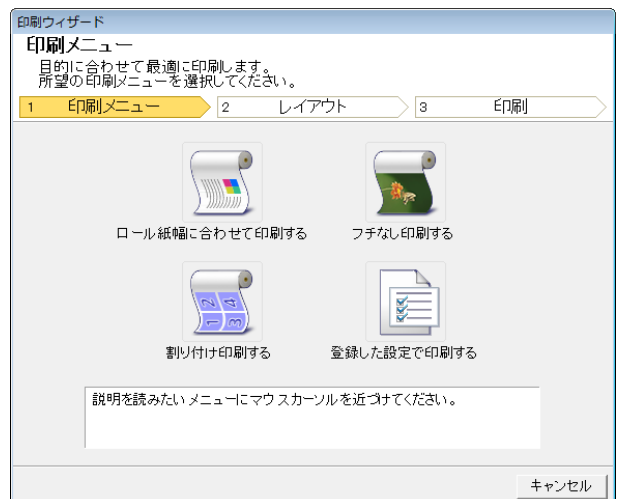 印刷ウィザード
印刷メニュー
目的に合わせて最適に印刷します。
所望の印刷メニューを選択してください。
1 印刷メニュー 2 レイアウト 3 印刷
ロール紙幅に合わせて印刷する フチなし印刷する
1 2 3 4
割り付け印刷する 登録した設定で印刷する
説明を読みたいメニューにマウスカーソルを近づけてください。
キャンセル